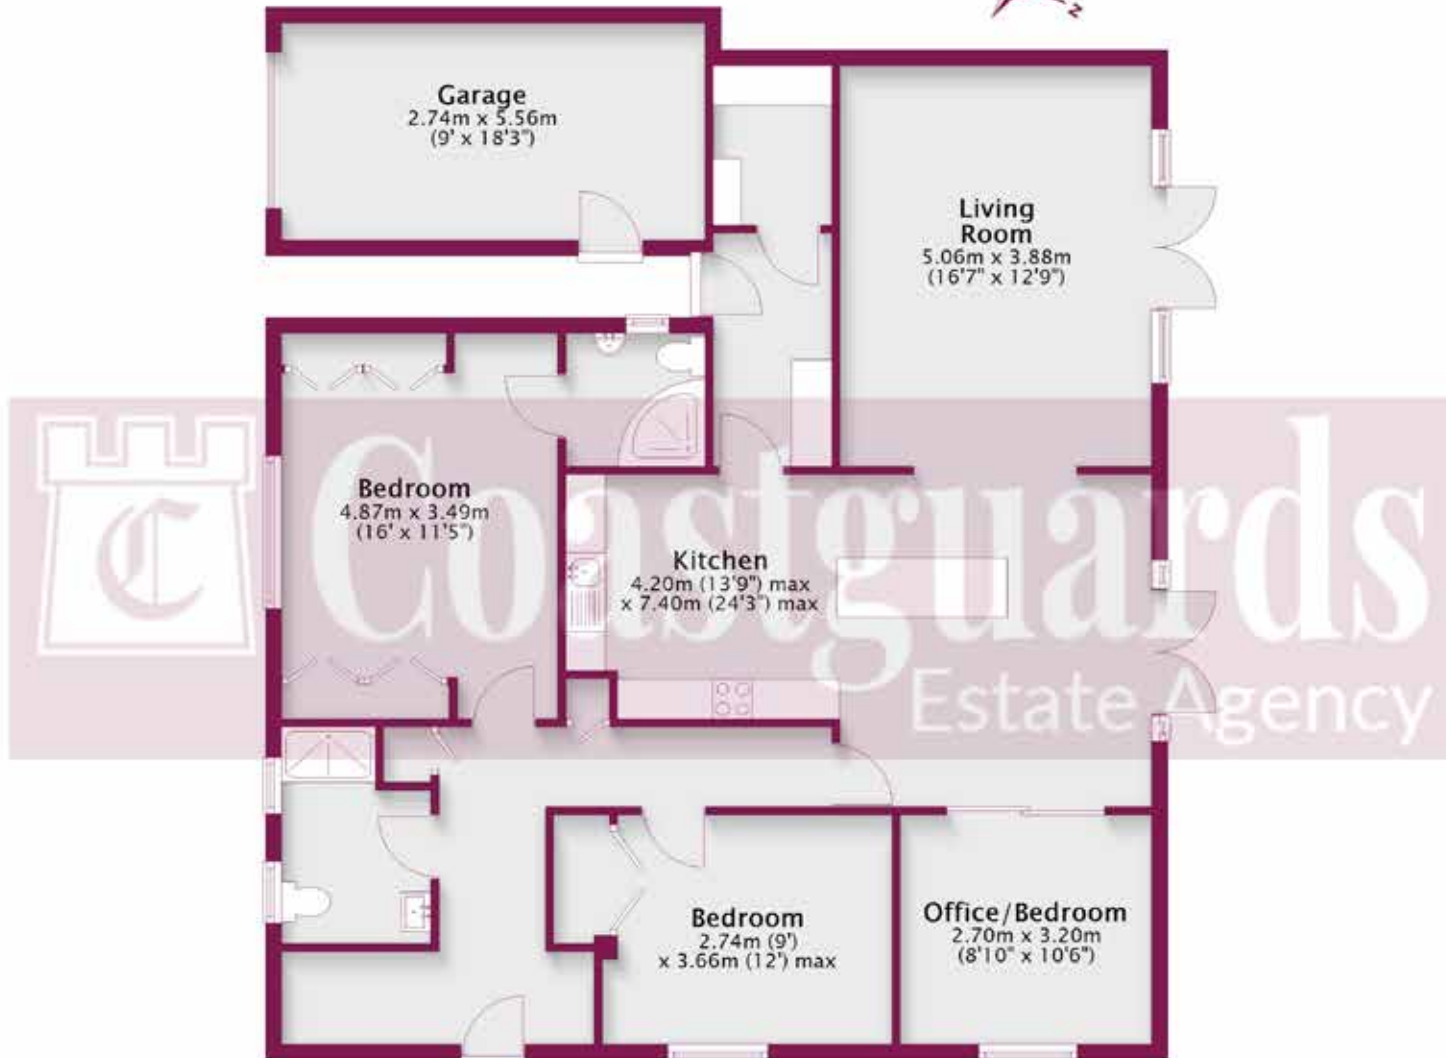 Z
Garage
2.74m x 5.56m
(9' x 18'3")
Living
Room
5.06m x 3.88m
(16'7" x 12'9")
Bedroom
4.87m x 3.49m
(16' x 11'5")
Kitchen
4.20m (13'9") max
x 7.40m (24'3") max
C
Coastguards
Estate Agency
Bedroom
2.74m (9')
x 3.66m (12') max
Office/Bedroom
2.70m x 3.20m
(8'10" x 10'6")